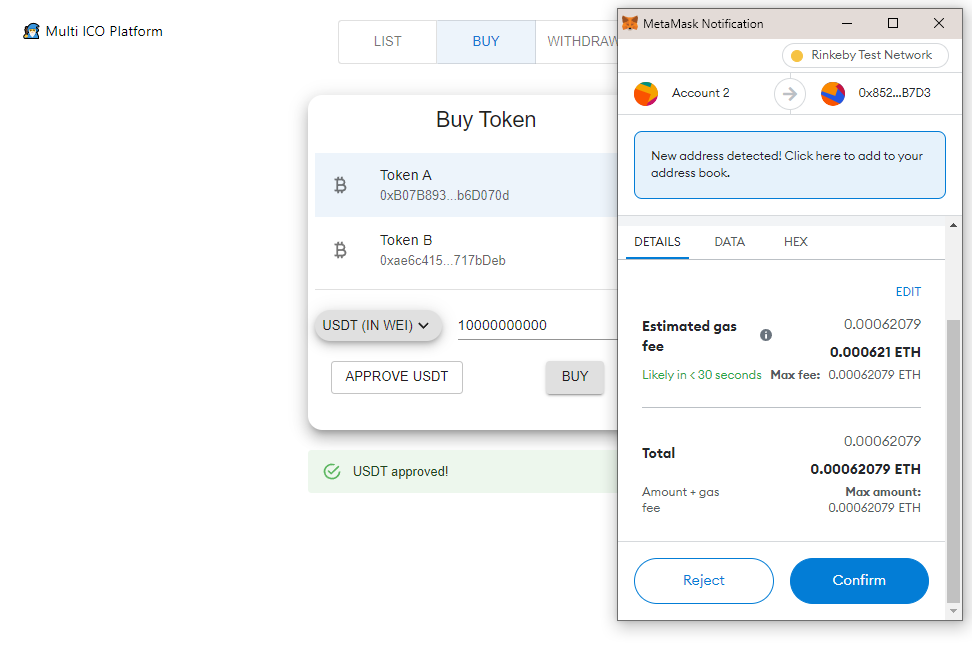 Multi ICO Platform
LIST
BUY
WITHDRAW
Buy Token
Token A
0xB07B893...b6D070d
Token B
0xae6c415...717bDeb
USDT (IN WEI)
10000000000
APPROVE USDT
BUY
USDT approved!
MetaMask Notification
Rinkeby Test Network
Account 2
0x852...B7D3
New address detected! Click here to add to your
address book.
DETAILS
DATA
HEX
EDIT
Estimated gas
fee
0.00062079
0.000621 ETH
Likely in < 30 seconds
Max fee: 0.00062079 ETH
Total
0.00062079
0.00062079 ETH
Amount + gas
fee
Max amount:
0.00062079 ETH
Reject
Confirm